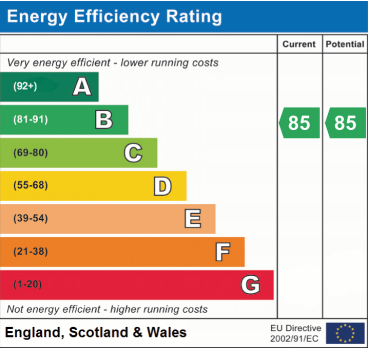 Energy Efficiency Rating
Current Potential
Very energy efficient - lower running costs
(92+) A
(81-91) B 85 85
(69-80) C
(55-68) D
(39-54) E
(21-38) F
(1-20) G
Not energy efficient - higher running costs
England, Scotland & Wales
EU Directive
2002/91/EC